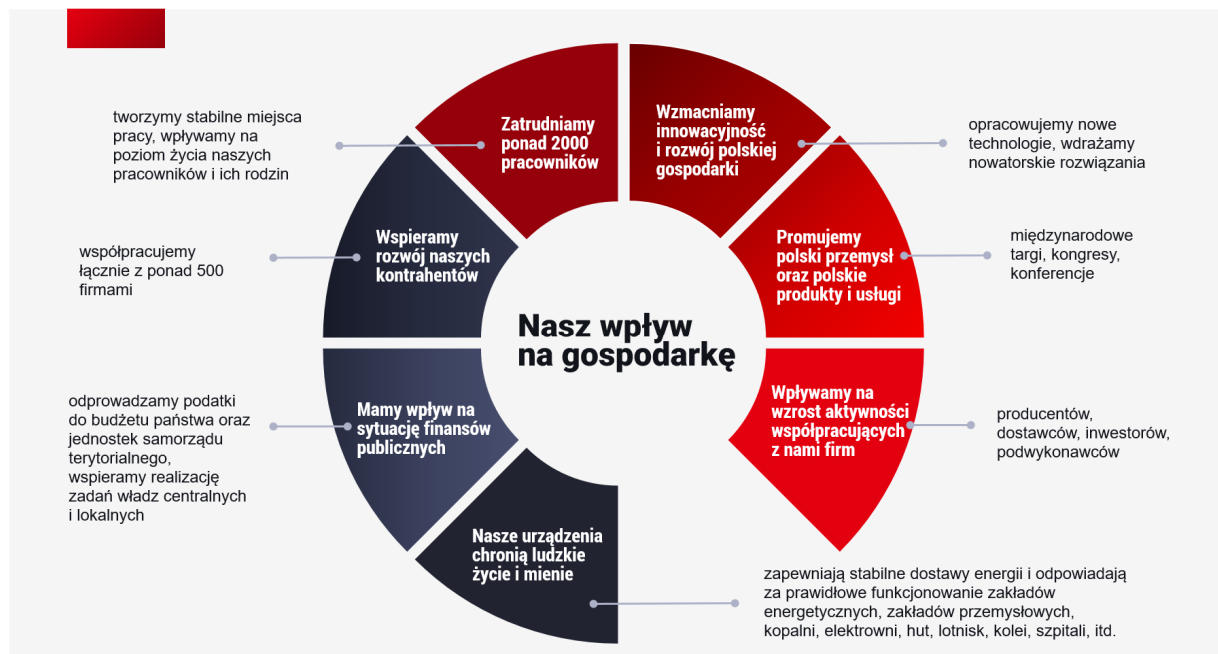 Nasz wpływ
na gospodarkę
Zatrudniamy
ponad 2000
pracowników
tworzymy stabilne miejsca
pracy, wpływamy na
poziom życia naszych
pracowników i ich rodzin
Wzmacniamy
innowacyjność
i rozwój polskiej
gospodarki
opracowujemy nowe
technologie, wdrażamy
nowatorskie rozwiązania
Wspieramy
rozwój naszych
kontrahentów
współpracujemy
łącznie z ponad 500
firmami
Promujemy
polski przemysł
oraz polskie
produkty i usługi
międzynarodowe
targi, kongresy,
konferencje
Mamy wpływ na
sytuację finansów
publicznych
odprowadzamy podatki
do budżetu państwa oraz
jednostek samorządu
terytorialnego,
wspieramy realizację
zadań władz centralnych
i lokalnych
Wpływamy na
wzrost aktywności
współpracujących
z nami firm
producentów,
dostawców, inwestorów,
podwykonawców
Nasze urządzenia
chronią ludzkie
życie i mienie
zapewniają stabilne dostawy energii i odpowiadają
za prawidłowe funkcjonowanie zakładów
energetycznych, zakładów przemysłowych,
kopalni, elektrowni, hut, lotnisk, kolei, szpitali, itd.